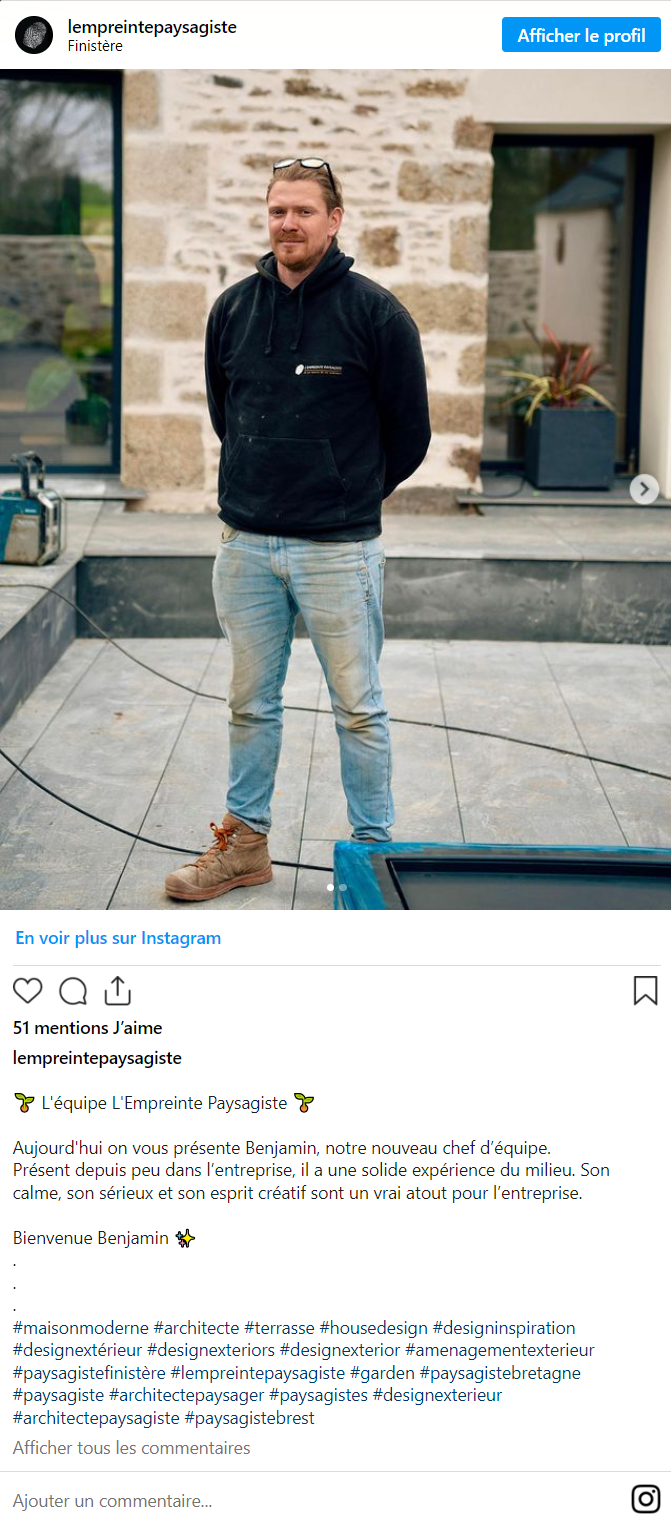 lempreintepaysagiste
Finistère
Afficher le profil
En voir plus sur Instagram
51 mentions J’aime
lempreintepaysagiste
🌱 L'équipe L'Empreinte Paysagiste 🌱
Aujourd'hui on vous présente Benjamin, notre nouveau chef d’équipe.
Présent depuis peu dans l’entreprise, il a une solide expérience du milieu. Son
calme, son sérieux et son esprit créatif sont un vrai atout pour l’entreprise.
Bienvenue Benjamin ✨
.
.
.
#maisonmoderne #architecte #terrasse #housedesign #designinspiration
#designextérieur #designexteriors #designexterior #amenagementexterieur
#paysagistefinistère #lempreintepaysagiste #garden #paysagistebretagne
#paysagiste #architectepaysager #paysagistes #designexterieur
#architectepaysagiste #paysagistebrest
Afficher tous les commentaires
Ajouter un commentaire...